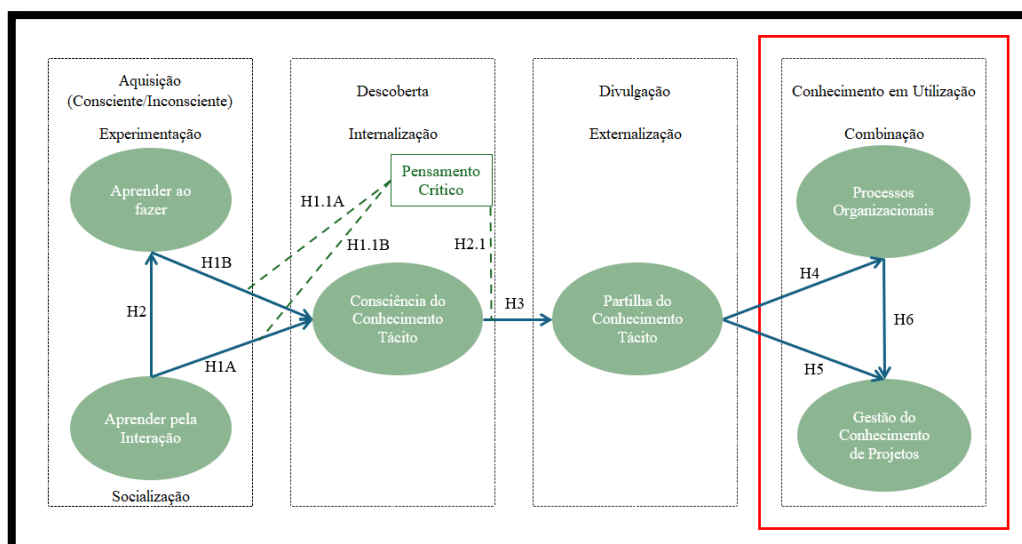 Aquisição
(Consciente/Inconsciente)
Experimentação
Aprender ao
fazer
H1B
H2
H1A
Aprender pela
Interação
Socialização
Descoberta
Internalização
Pensamento
Crítico
H1.1A
H1.1B
H2.1
Consciência do
Conhecimento
Tácito
H3
Divulgação
Externalização
Partilha do
Conhecimento
Tácito
H4
H5
Conhecimento em Utilização
Combinação
Processos
Organizacionais
H6
Gestão do
Conhecimento
de Projetos